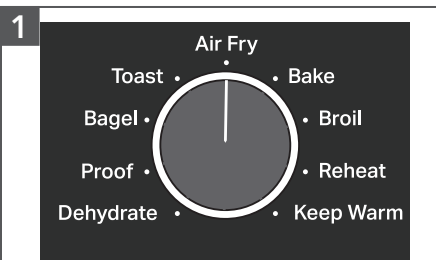 1
Air Fry
Toast Bake
Bagel Broil
Proof Reheat
Dehydrate Keep Warm